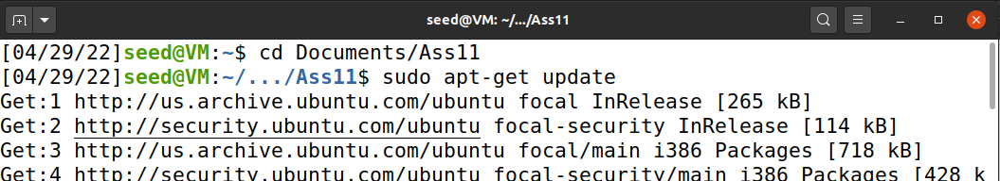 seed@VM: ~/.../Ass11
[04/29/22]seed@VM:~$ cd Documents/Ass11
[04/29/22]seed@VM:~/.../Ass11$ sudo apt-get update
Get:1 http://us.archive.ubuntu.com/ubuntu focal InRelease [265 kB]
Get:2 http://security.ubuntu.com/ubuntu focal-security InRelease [114 kB]
Get:3 http://us.archive.ubuntu.com/ubuntu focal/main i386 Packages [718 kB]
Get:4 http://security.ubuntu.com/ubuntu focal-security/main i386 Packages [428 k